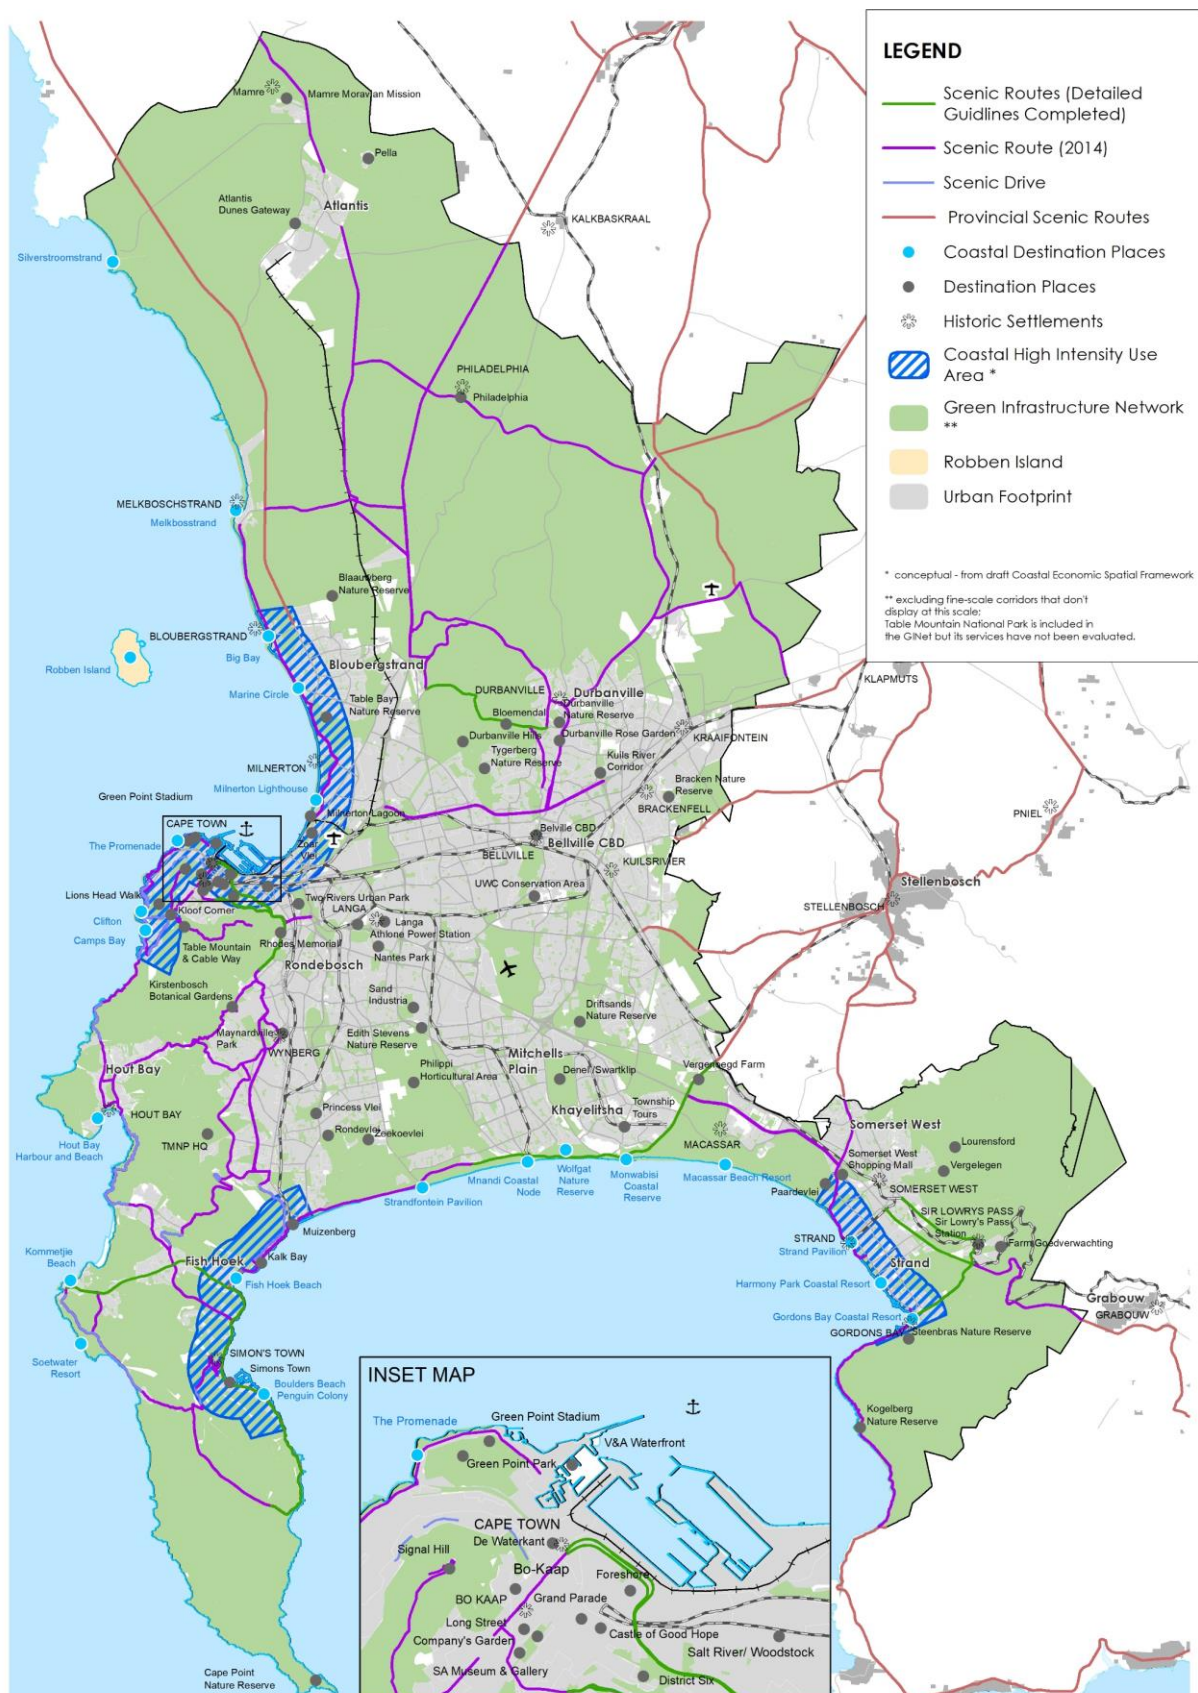 LEGEND
Scenic Routes (Detailed
Guidlines Completed)
Scenic Route (2014)
Scenic Drive
Provincial Scenic Routes
Coastal Destination Places
Destination Places
Historic Settlements
Coastal High Intensity Use
Area *
Green Infrastructure Network
**
Robben Island
Urban Footprint
* conceptual - from draft Coastal Economic Spatial Framework
** excluding fine-scale corridors that don't
display at this scale;
Table Mountain National Park is included in
the GINet but its services have not been evaluated.
Mamre
Mamre Moravian Mission
Pella
Atlantis
Dunes Gateway
Atlantis
KALKBASKRAAL
Silverstroomstrand
PHILADELPHIA
Philadelphia
MELKBOSCHSTRAND
Melkbosstrand
Blaauwberg
Nature Reserve
BLOUBERGSTRAND
Big Bay
Robben Island
Bloubergstrand
Marine Circle
Table Bay
Nature Reserve
DURBANVILLE
Durbanville
Durbanville
Nature Reserve
Bloemendal
Durbanville Hills
Durbanville Rose Garden
Tygerberg
Nature Reserve
Kuils River
Corridor
KRAAIFONTEIN
KLAPMUTS
MILNERTON
Milnerton Lighthouse
Bracken Nature
Reserve
BRACKENFELL
PNIEL
Green Point Stadium
Milnerton Lagoon
CAPE TOWN
The Promenade
Zoar
Vlei
Belville CBD
Bellville CBD
BELLVILLE
KUILSRIVIER
UWC Conservation Area
Stellenbosch
STELLENBOSCH
Lions Head Walk
Kloof Corner
Clifton
Camps Bay
Two Rivers Urban Park
LANGA
Langa
Athlone Power Station
Nantes Park
Table Mountain
& Cable Way
Rhodes Memorial
Rondebosch
Kirstenbosch
Botanical Gardens
Sand
Industria
Driftsands
Nature Reserve
Maynardville
Park
WYNBERG
Edith Stevens
Nature Reserve
Mitchells
Plain
Denel /Swartklip
Vergenoegd Farm
Hout Bay
Philippi
Horticultural Area
Khayelitsha
Township
Tours
HOUT BAY
Princess Vlei
Rondevlei
Zeekoevlei
MACASSAR
Somerset West
Lourensford
Hout Bay
Harbour and Beach
TMNP HQ
Somerset West
Shopping Mall
Vergelegen
Strandfontein Pavilion
Mnandi Coastal
Node
Wolfgat
Nature
Reserve
Monwabisi
Coastal
Reserve
Macassar Beach Resort
Paardevlei
SOMERSET WEST
SIR LOWRYS PASS
Sir Lowry's Pass
Station
Muizenberg
STRAND
Strand Pavilion
Farm Goedverwachting
Kommetjie
Beach
Fish Hoek
Kalk Bay
Fish Hoek Beach
Strand
Harmony Park Coastal Resort
Grabouw
GRABOUW
Gordons Bay Coastal Resort
GORDONS BAY
Steenbras Nature Reserve
Soetwater
Resort
SIMON'S TOWN
Simons Town
Boulders Beach
Penguin Colony
Kogelberg
Nature Reserve
Cape Point
Nature Reserve
INSET MAP
The Promenade
Green Point Stadium
V&A Waterfront
Green Point Park
CAPE TOWN
De Waterkant
Signal Hill
Bo-Kaap
Foreshore
BO KAAP
Grand Parade
Long Street
Castle of Good Hope
Company's Garden
Salt River/ Woodstock
SA Museum & Gallery
District Six